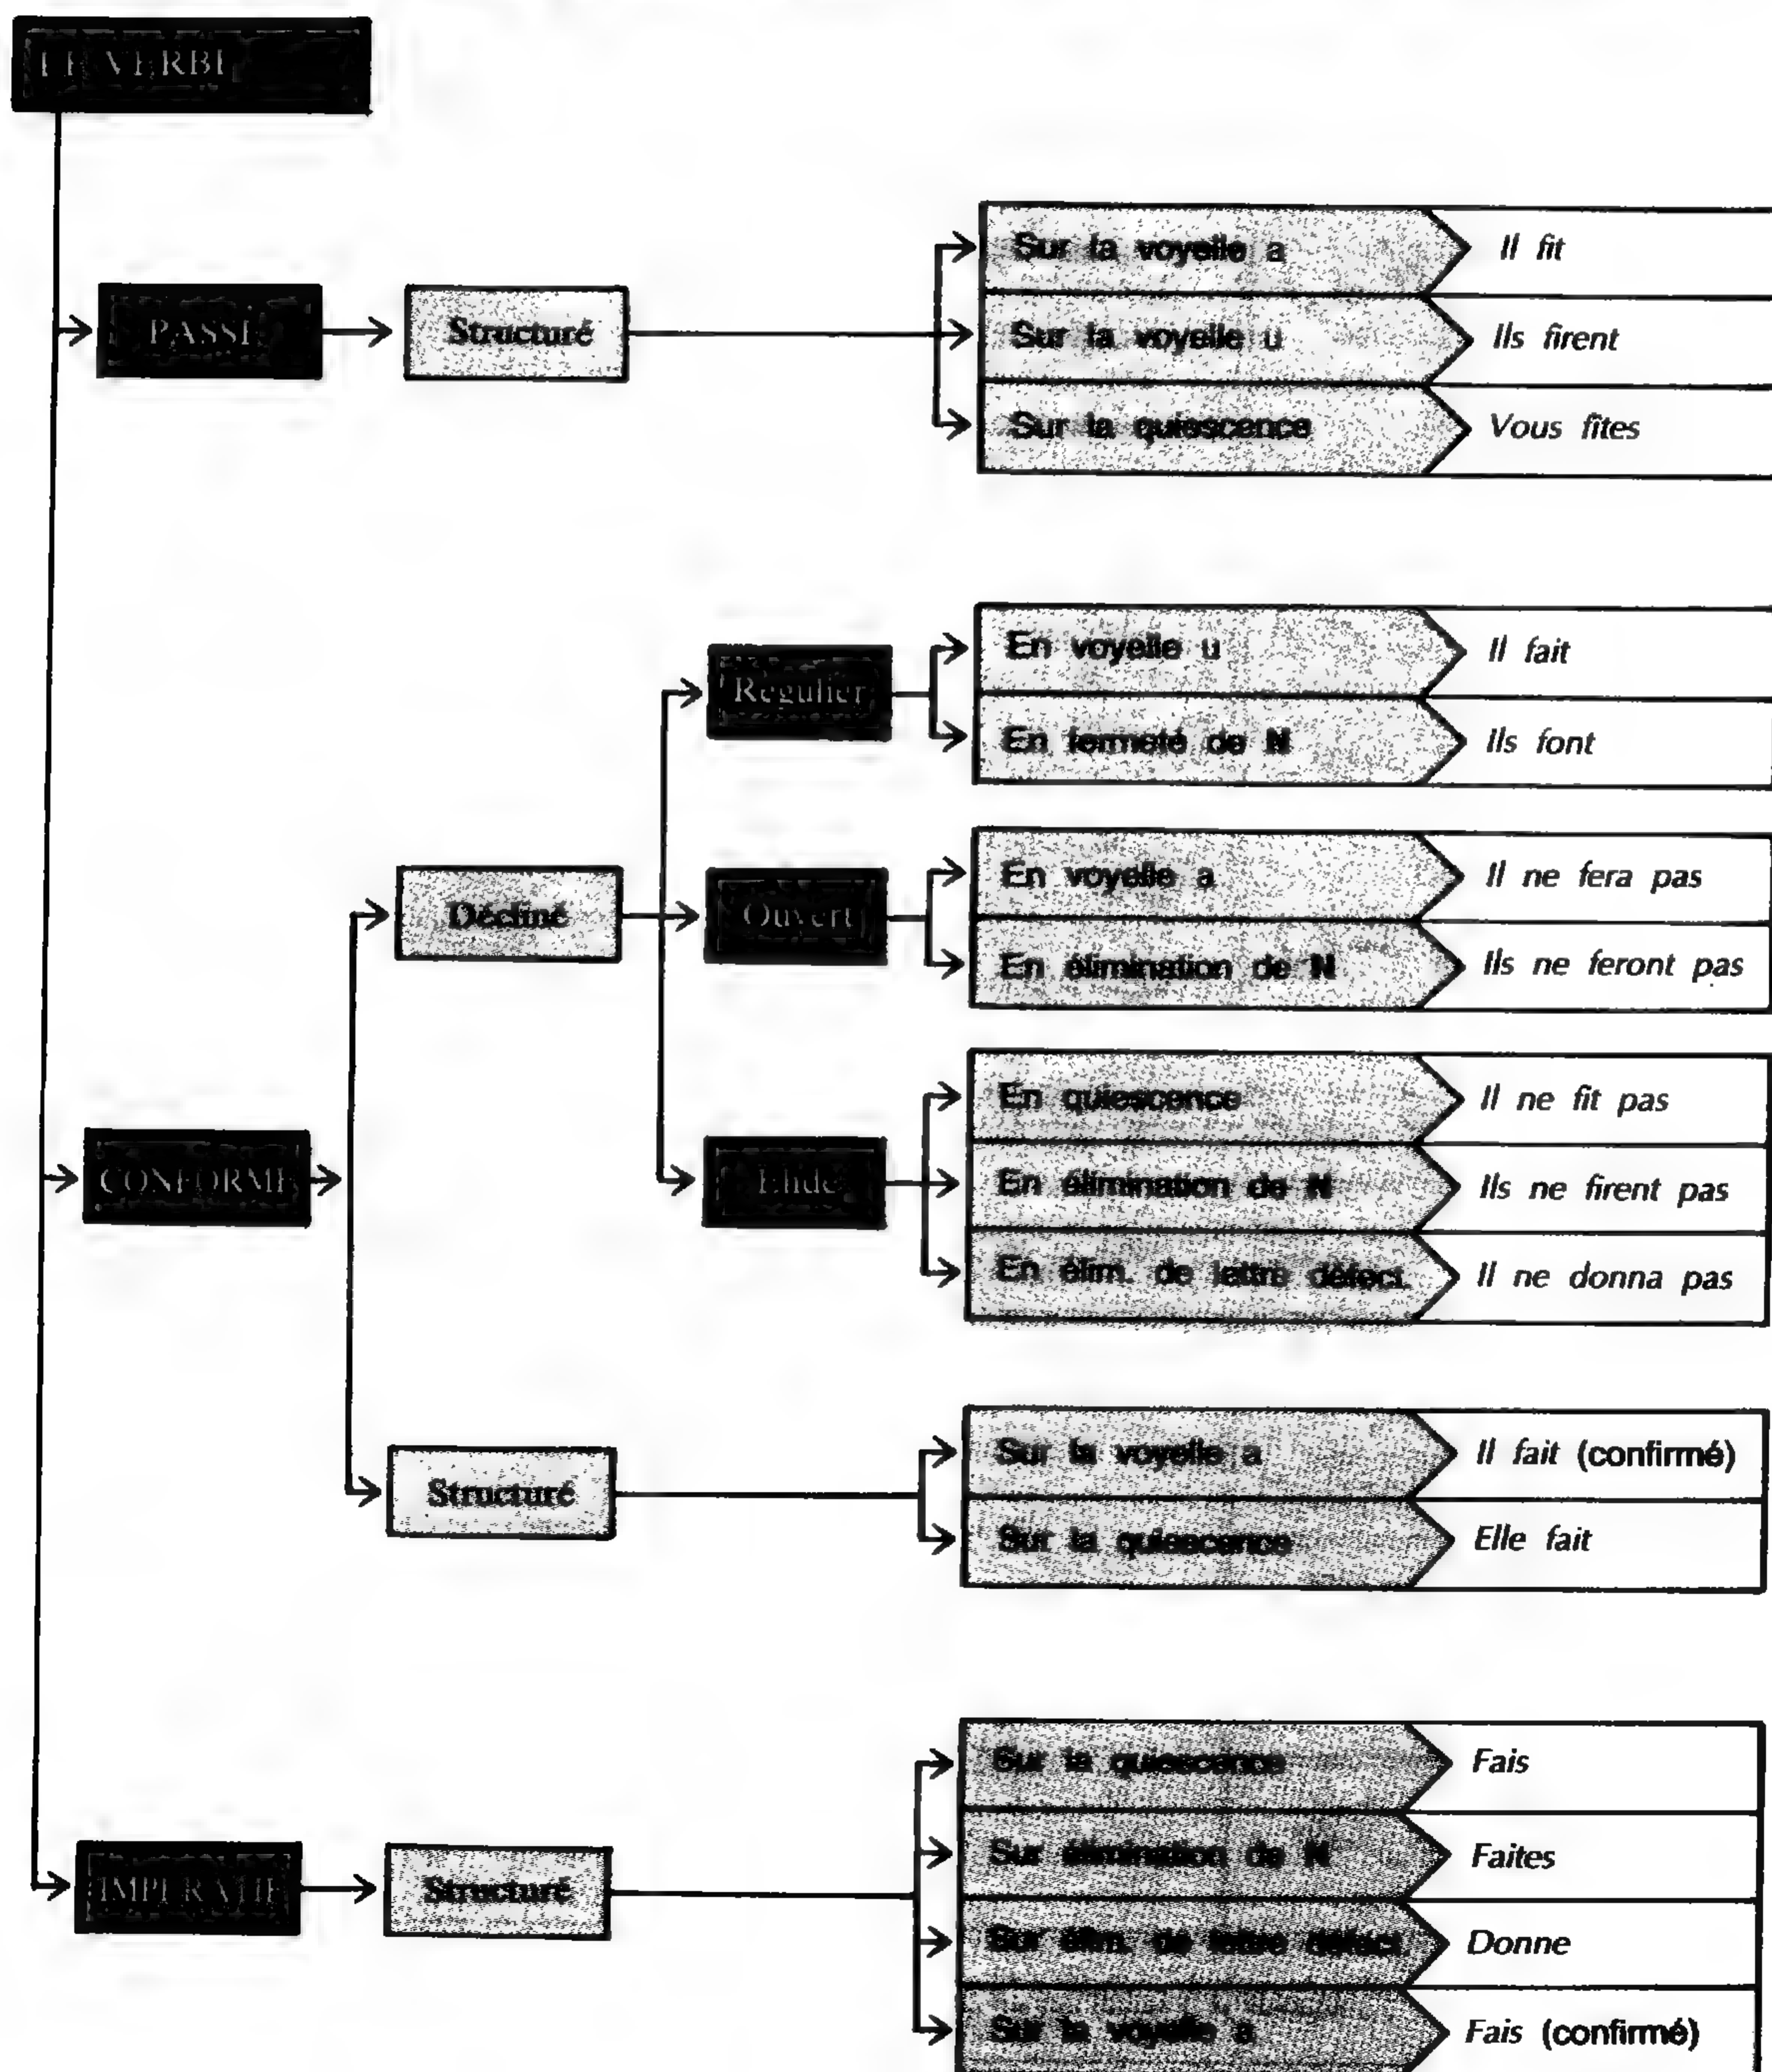 LE VERBE
Sur la voyelle a
Il fit
PASSÉ
Structuré
Sur la voyelle u
Ils firent
Sur la quiescence
Vous fites
Régulier
En voyelle u
Il fait
En fermeté de N
Ils font
Décliné
Ouvert
En voyelle a
Il ne fera pas
En élimination de N
Ils ne feront pas
CONFORME
Elidé
En quiescence
Il ne fit pas
En élimination de N
Ils ne firent pas
En élim. de lettre défect.
Il ne donna pas
Structuré
Sur la voyelle a
Il fait (confirmé)
Sur la quiescence
Elle fait
IMPERATIF
Structuré
Sur la quiescence
Fais
Sur élimination de N
Faites
Sur élim. de lettre défect.
Donne
Sur la voyelle a
Fais (confirmé)